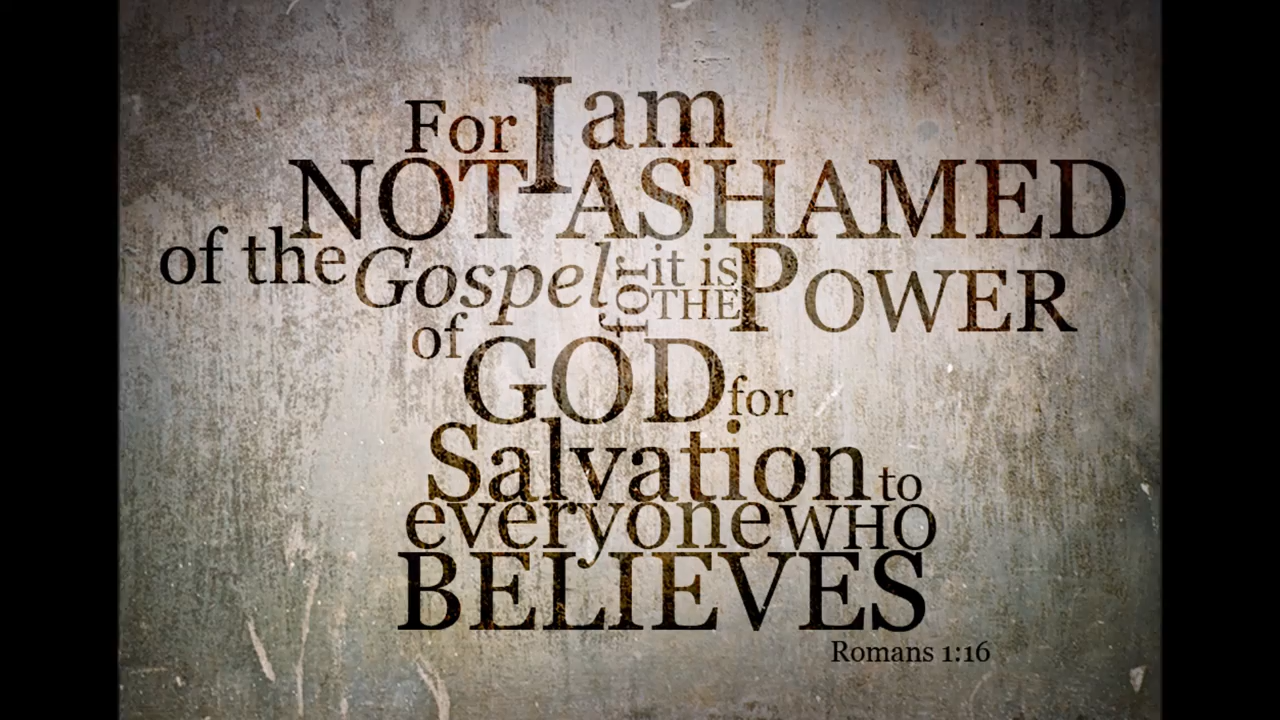 For I am
NOT ASHAMED
of the Gospel for it is THE POWER
of GOD for
Salvation to
everyone WHO
BELIEVES
Romans 1:16